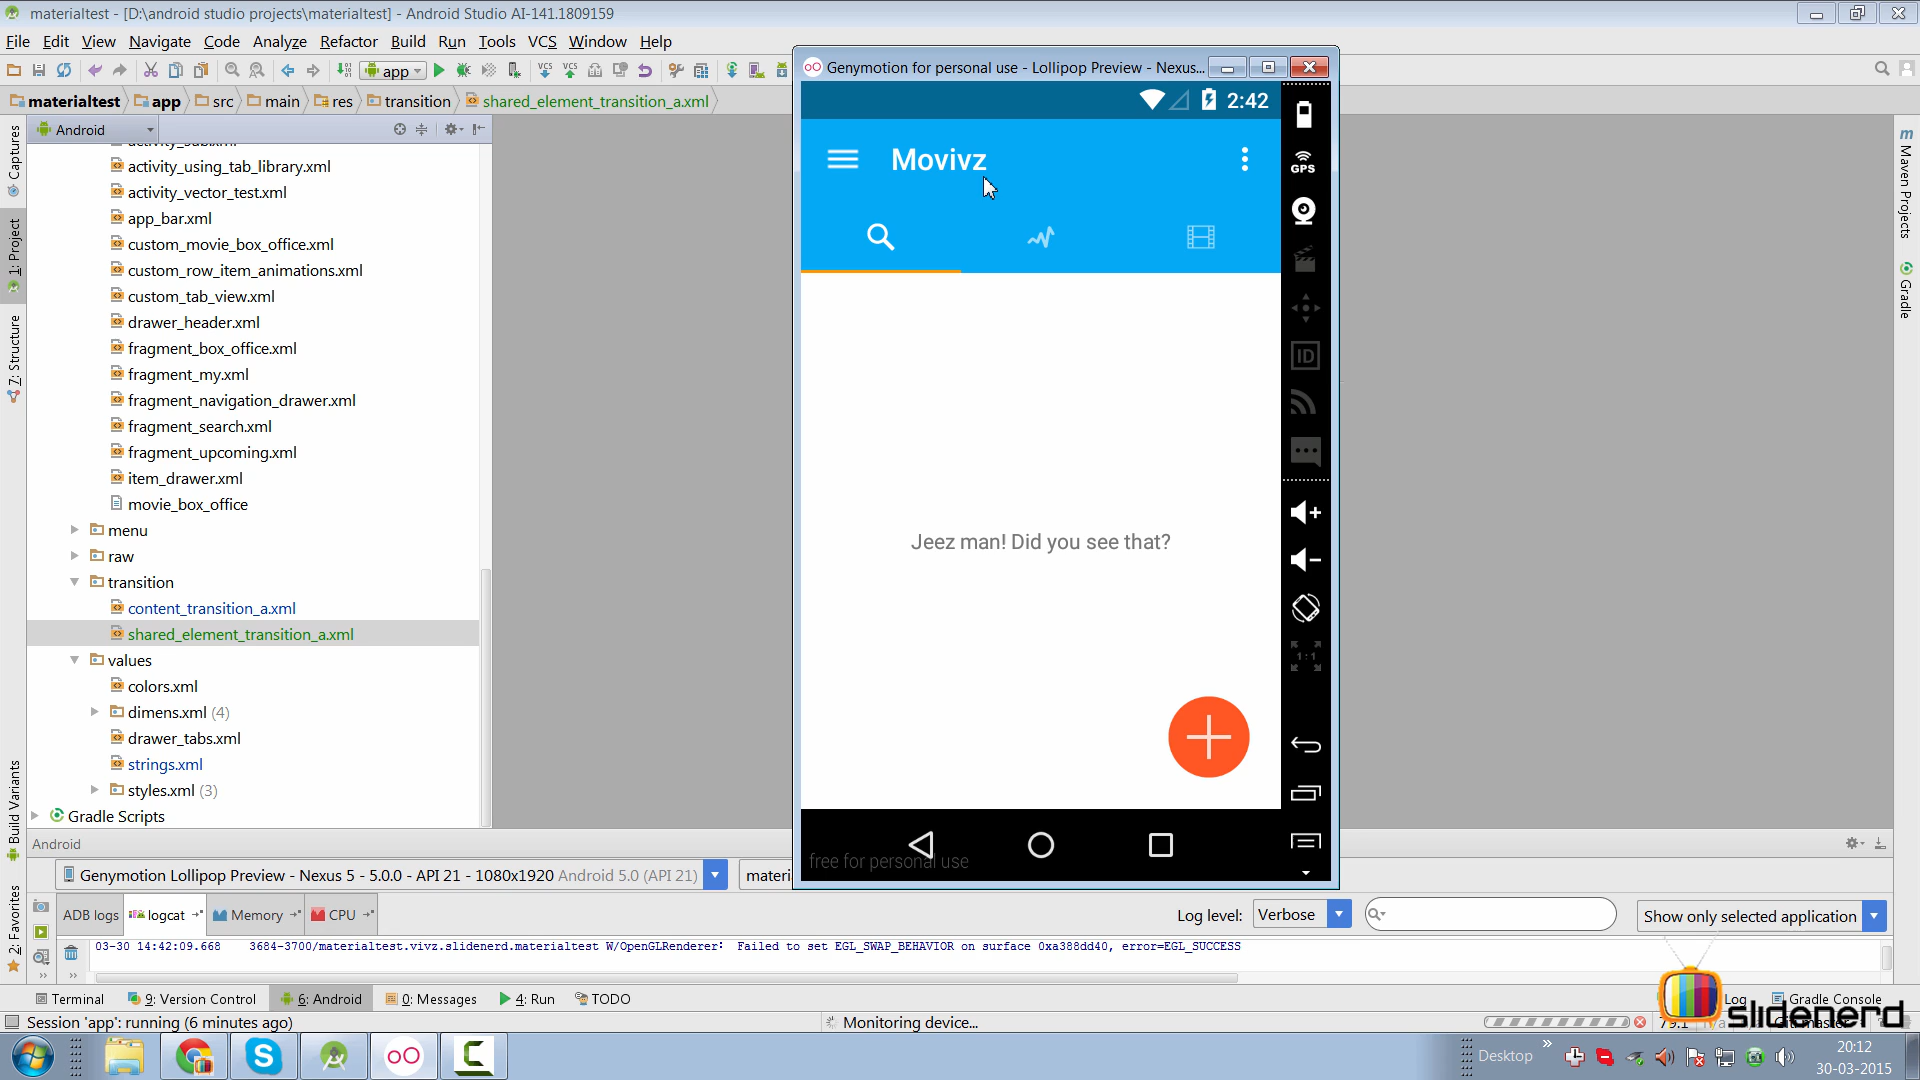 materialtest - [D:\android studio projects\materialtest] - Android Studio AI-141.1809159
File Edit View Navigate Code Analyze Refactor Build Run Tools VCS Window Help
app
materialtest app src main res transition shared_element_transition_a.xml
Android
Captures
1: Project
7: Structure
Build Variants
2: Favorites
activity_using_tab_library.xml
activity_vector_test.xml
app_bar.xml
custom_movie_box_office.xml
custom_row_item_animations.xml
custom_tab_view.xml
drawer_header.xml
fragment_box_office.xml
fragment_my.xml
fragment_navigation_drawer.xml
fragment_search.xml
fragment_upcoming.xml
item_drawer.xml
movie_box_office
menu
raw
transition
content_transition_a.xml
shared_element_transition_a.xml
values
colors.xml
dimens.xml (4)
drawer_tabs.xml
strings.xml
styles.xml (3)
Gradle Scripts
Genymotion for personal use - Lollipop Preview - Nexus...
2:42
Movivz
Jeez man! Did you see that?
free for personal use
GPS
ID
1:1
Maven Projects
Gradle
Android
Genymotion Lollipop Preview - Nexus 5 - 5.0.0 - API 21 - 1080x1920 Android 5.0 (API 21)
materi
ADB logs logcat Memory CPU
Log level: Verbose
Show only selected application
03-30 14:42:09.668 3684-3700/materialtest.vivz.slidenerd.materialtest W/OpenGLRenderer: Failed to set EGL_SWAP_BEHAVIOR on surface 0xa388dd40, error=EGL_SUCCESS
Terminal 9: Version Control 6: Android 0: Messages 4: Run TODO
Log Gradle Console
Session 'app': running (6 minutes ago)
Monitoring device...
79:1 n/a
slidenerd
Desktop
20:12
30-03-2015